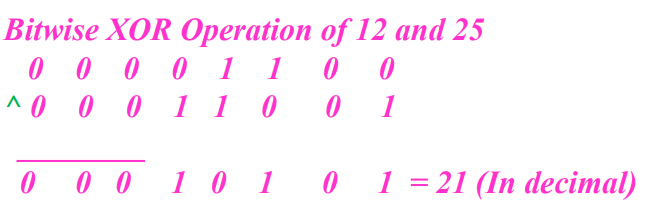 Bitwise XOR Operation of 12 and 25
0 0 0 0 1 1 0 0
^ 0 0 0 1 1 0 0 1
0 0 0 1 0 1 0 1 = 21 (In decimal)